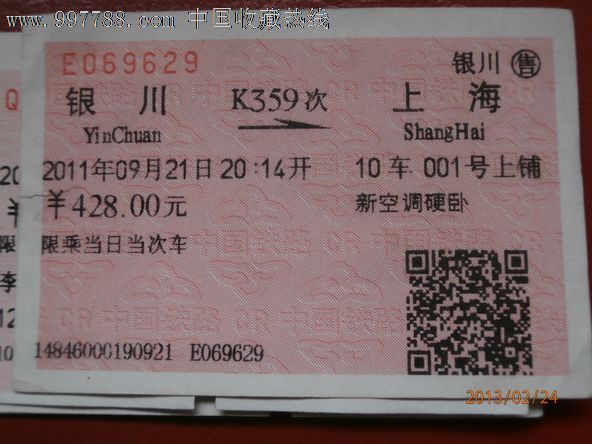 www.997788.com 中国收藏热线
E069629
银川 售
银川 K359次 上海
YinChuan ShangHai
2011年09月21日 20:14开 10车 001号上铺
¥428.00元 新空调硬卧
限乘当日当次车
14846000190921 E069629
2013/02/24